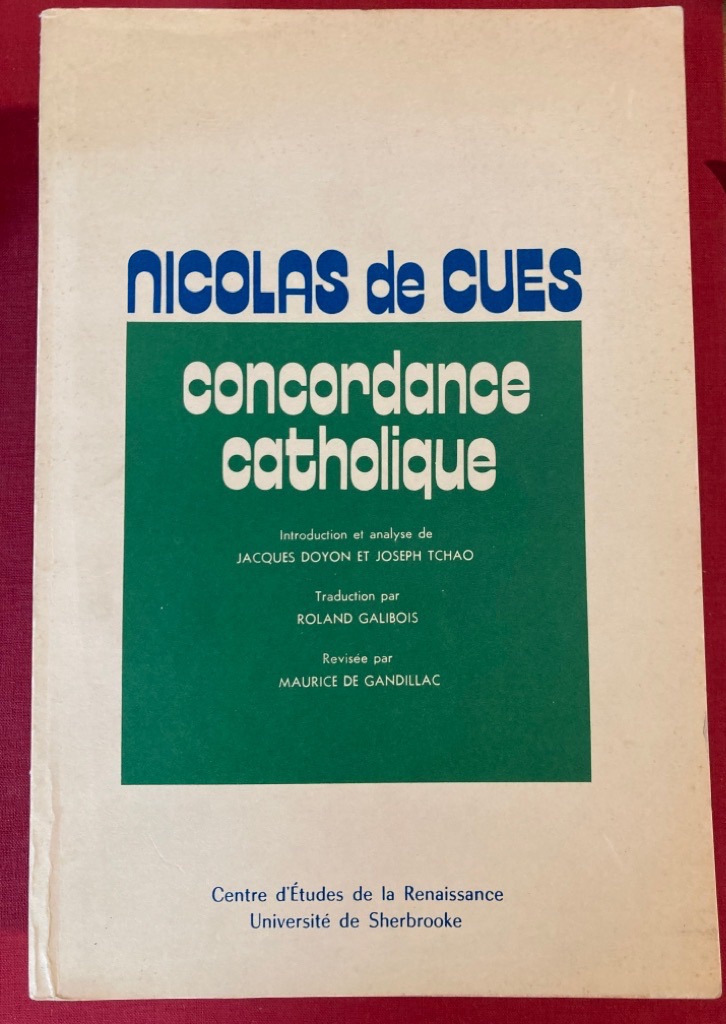 NICOLAS de CUES
concordance
catholique
Introduction et analyse de
JACQUES DOYON ET JOSEPH TCHAO
Traduction par
ROLAND GALIBOIS
Revisée par
MAURICE DE GANDILLAC
Centre d'Études de la Renaissance
Université de Sherbrooke